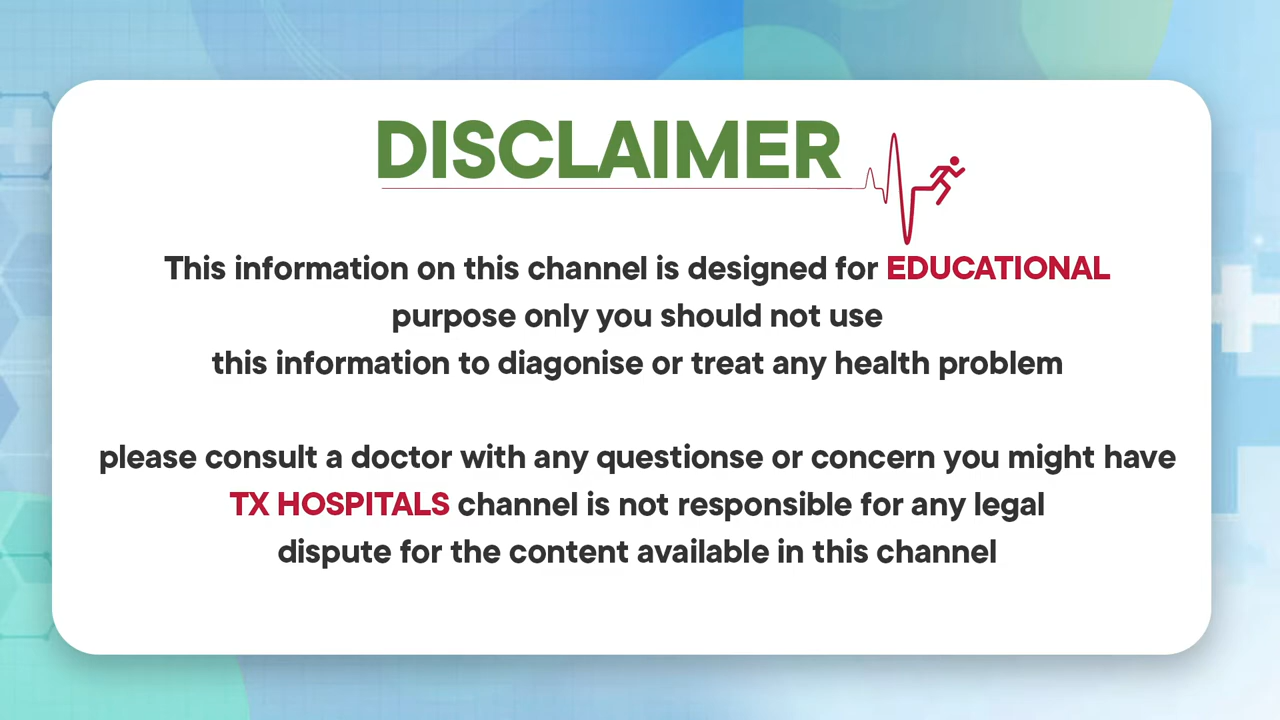 DISCLAIMER
This information on this channel is designed for EDUCATIONAL
purpose only you should not use
this information to diagonise or treat any health problem
please consult a doctor with any questionse or concern you might have
TX HOSPITALS channel is not responsible for any legal
dispute for the content available in this channel